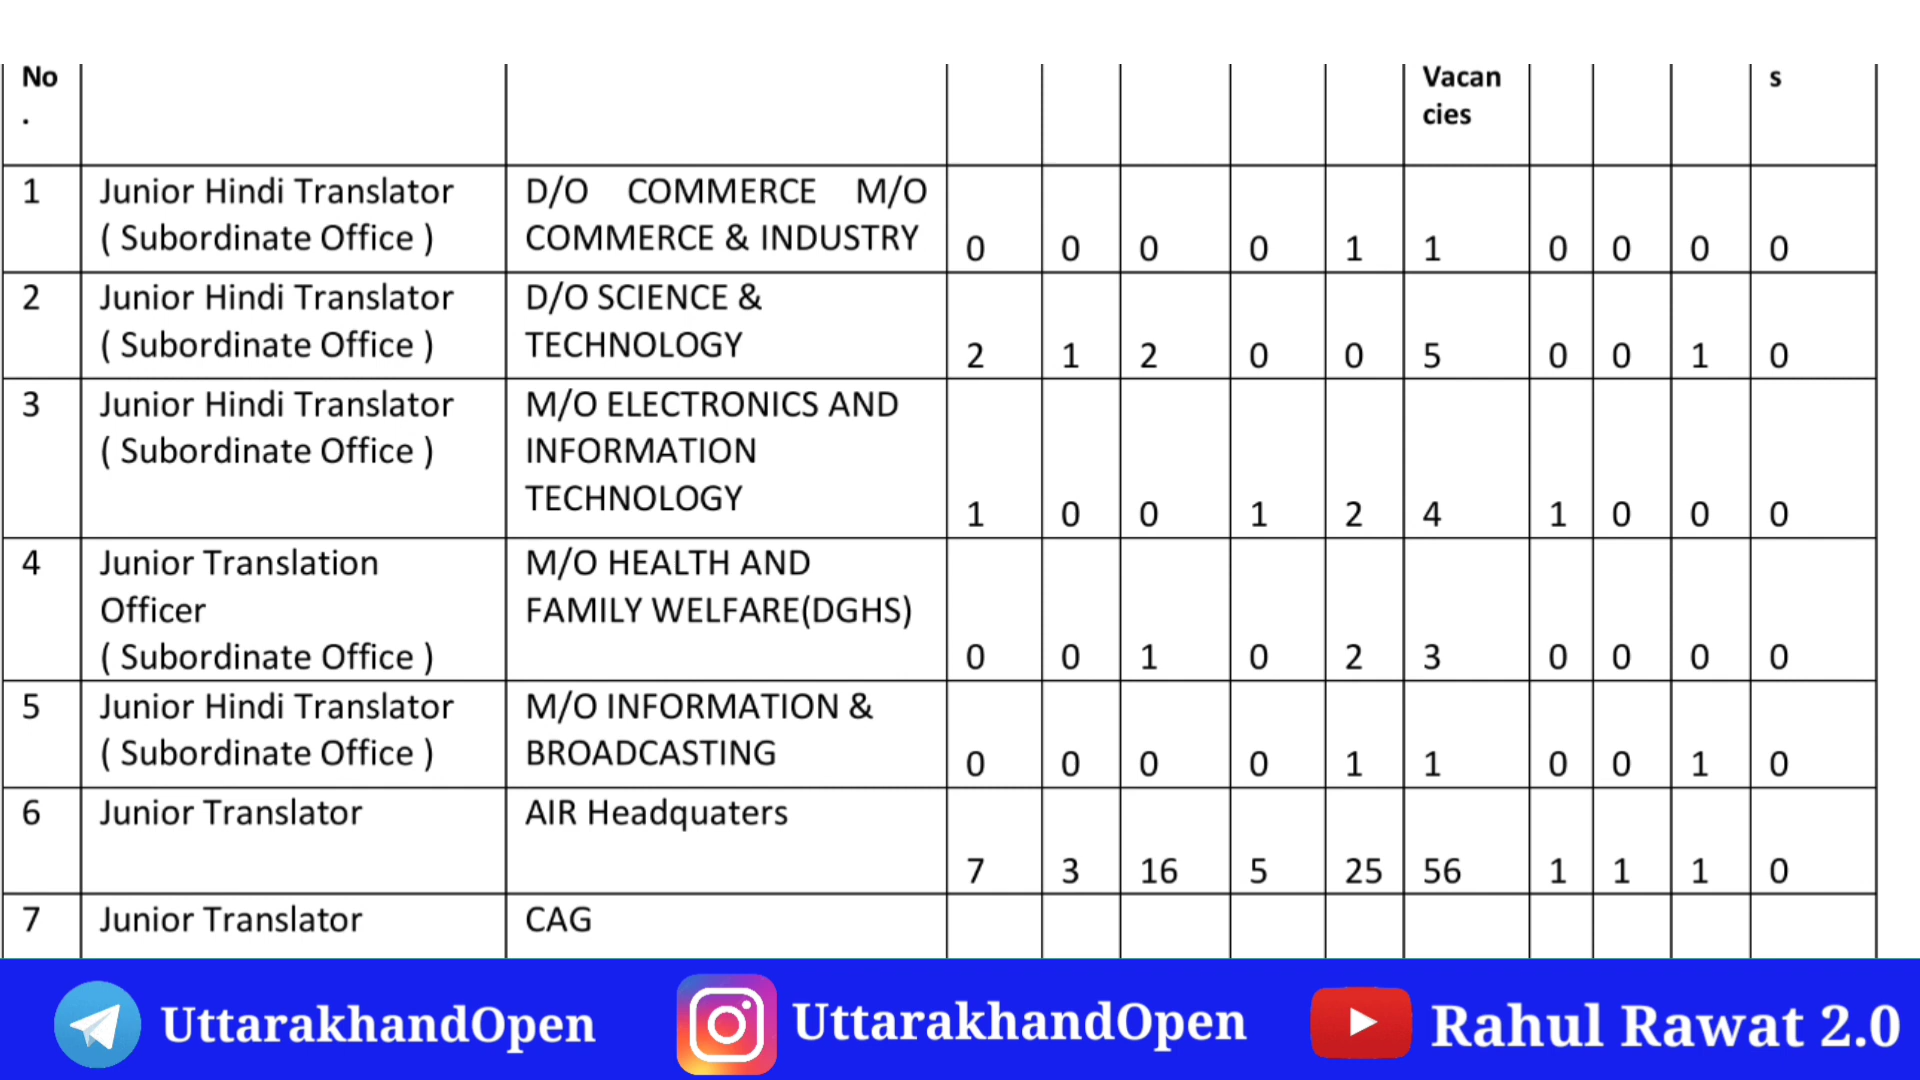 No Vacan s
. cies
1 Junior Hindi Translator D/O COMMERCE M/O
( Subordinate Office ) COMMERCE & INDUSTRY 0 0 0 0 1 1 0 0 0 0
2 Junior Hindi Translator D/O SCIENCE &
( Subordinate Office ) TECHNOLOGY 2 1 2 0 0 5 0 0 1 0
3 Junior Hindi Translator M/O ELECTRONICS AND
( Subordinate Office ) INFORMATION
TECHNOLOGY 1 0 0 1 2 4 1 0 0 0
4 Junior Translation M/O HEALTH AND
Officer FAMILY WELFARE(DGHS)
( Subordinate Office ) 0 0 1 0 2 3 0 0 0 0
5 Junior Hindi Translator M/O INFORMATION &
( Subordinate Office ) BROADCASTING 0 0 0 0 1 1 0 0 1 0
6 Junior Translator AIR Headquaters
7 3 16 5 25 56 1 1 1 0
7 Junior Translator CAG
UttarakhandOpen UttarakhandOpen Rahul Rawat 2.0